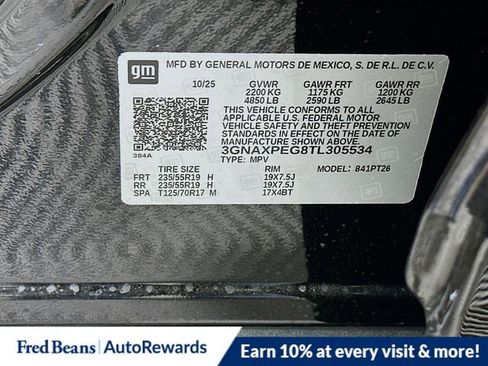 gm
MFD BY GENERAL MOTORS DE MEXICO, S. DE R.L. DE C.V.
10/25 GVWR GAWR FRT GAWR RR
2200 KG 1175 KG 1200 KG
4850 LB 2590 LB 2645 LB
THIS VEHICLE CONFORMS TO ALL
APPLICABLE U.S. FEDERAL MOTOR
VEHICLE SAFETY AND THEFT PREVENTION
STANDARDS IN EFFECT ON THE DATE OF
MANUFACTURE SHOWN ABOVE.
3GNAXPEG8TL305534
384A TYPE: MPV
TIRE SIZE RIM MODEL: 841PT26
FRT 235/55R19 H 19X7.5J
RR 235/55R19 H 19X7.5J
SPA T125/70R17 M 17X4BT
Fred Beans | AutoRewards Earn 10% at every visit & more!